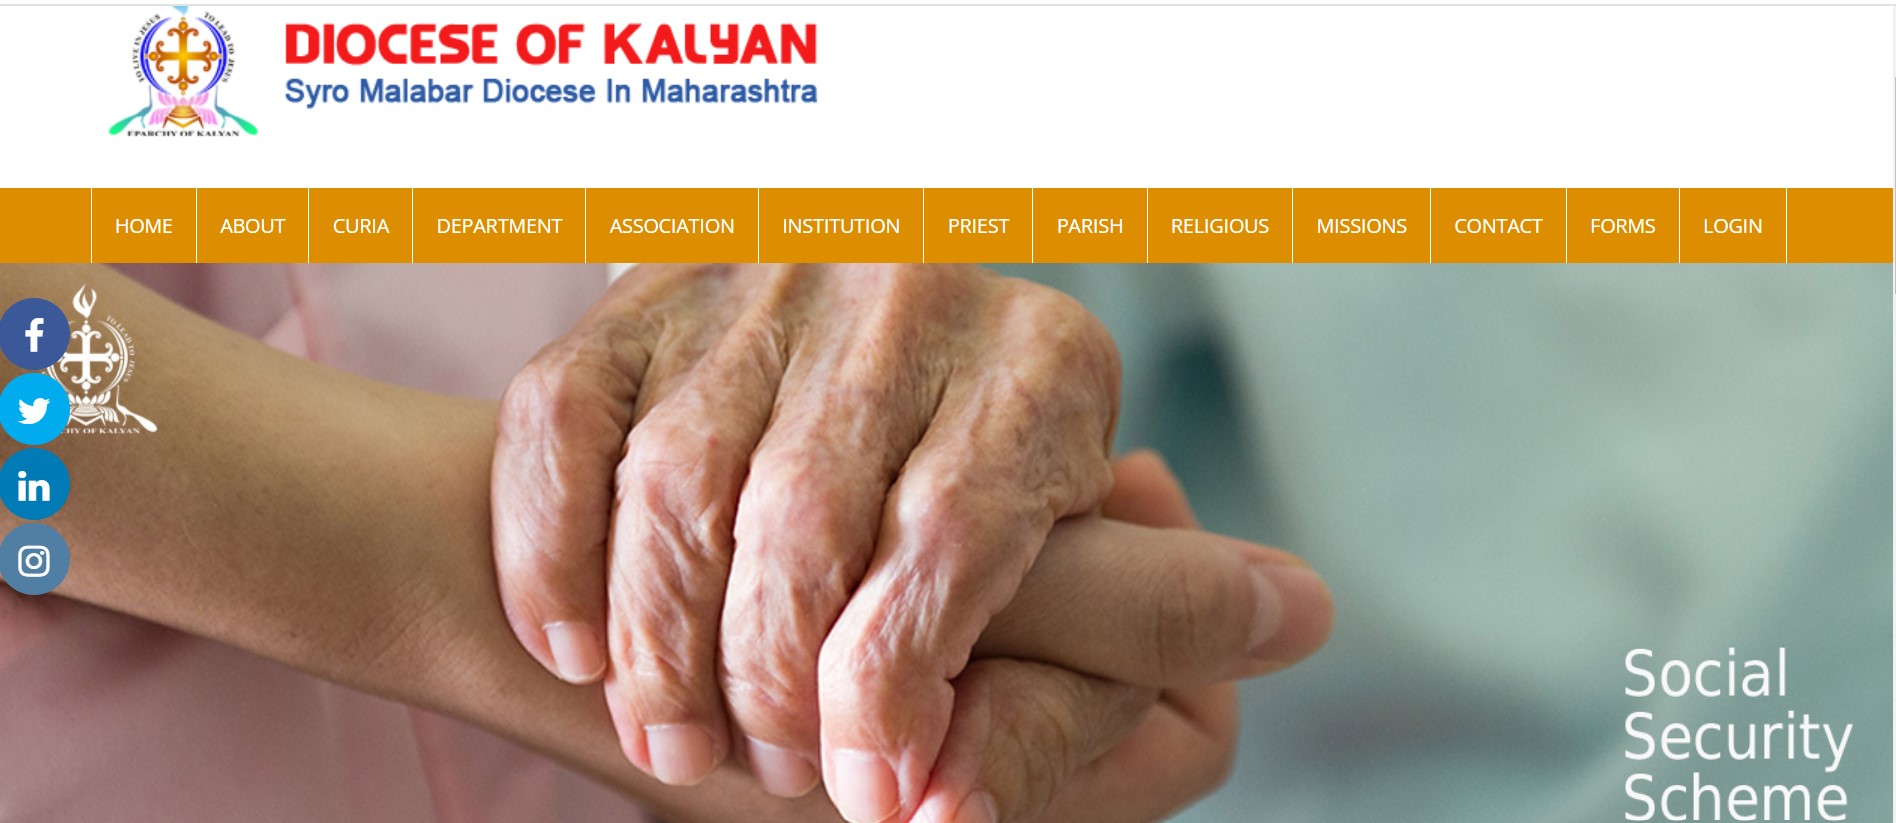 TO LIVE IN JESUS
TO LEAD TO JESUS
EPARCHY OF KALYAN
DIOCESE OF KALYAN
Syro Malabar Diocese In Maharashtra
HOME
ABOUT
CURIA
DEPARTMENT
ASSOCIATION
INSTITUTION
PRIEST
PARISH
RELIGIOUS
MISSIONS
CONTACT
FORMS
LOGIN
TO LEAD TO JESUS
OF KALYAN
Social
Security
Scheme